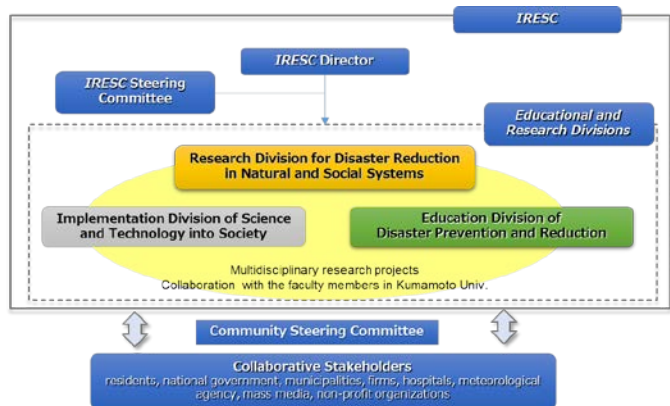 IRESC
IRESC Director
IRESC Steering
Committee
Educational and
Research Divisions
Research Division for Disaster Reduction
in Natural and Social Systems
Implementation Division of Science
and Technology into Society
Education Division of
Disaster Prevention and Reduction
Multidisciplinary research projects
Collaboration with the faculty members in Kumamoto Univ.
Community Steering Committee
Collaborative Stakeholders
residents, national government, municipalities, firms, hospitals, meteorological
agency, mass media, non-profit organizations